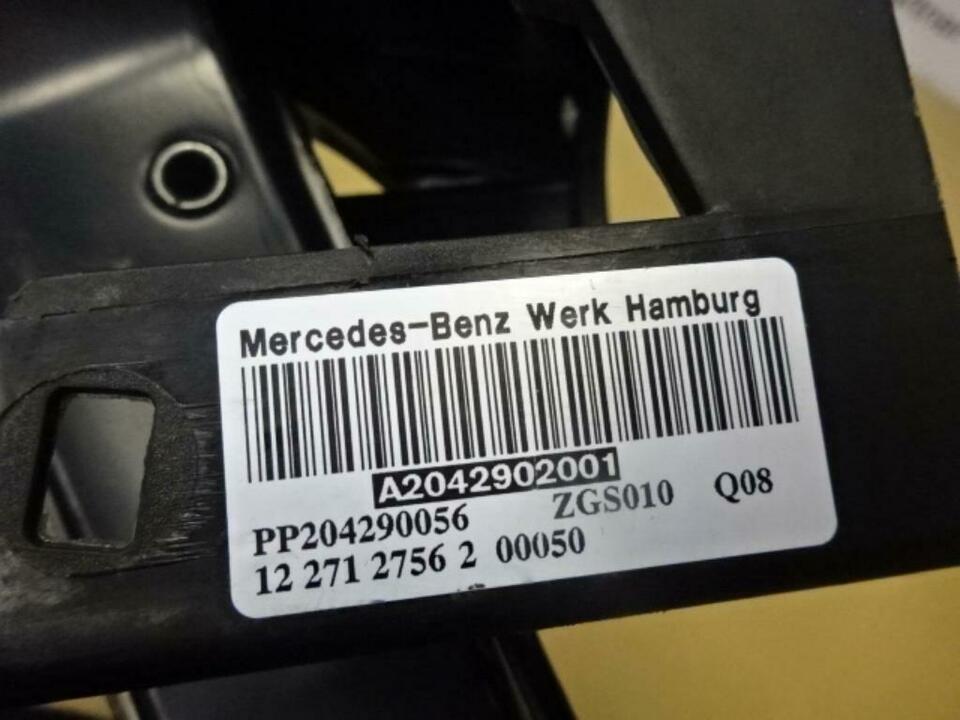 Mercedes-Benz Werk Hamburg
A2042902001
PP204290056 ZGS010 Q08
12 271 2756 2 00050